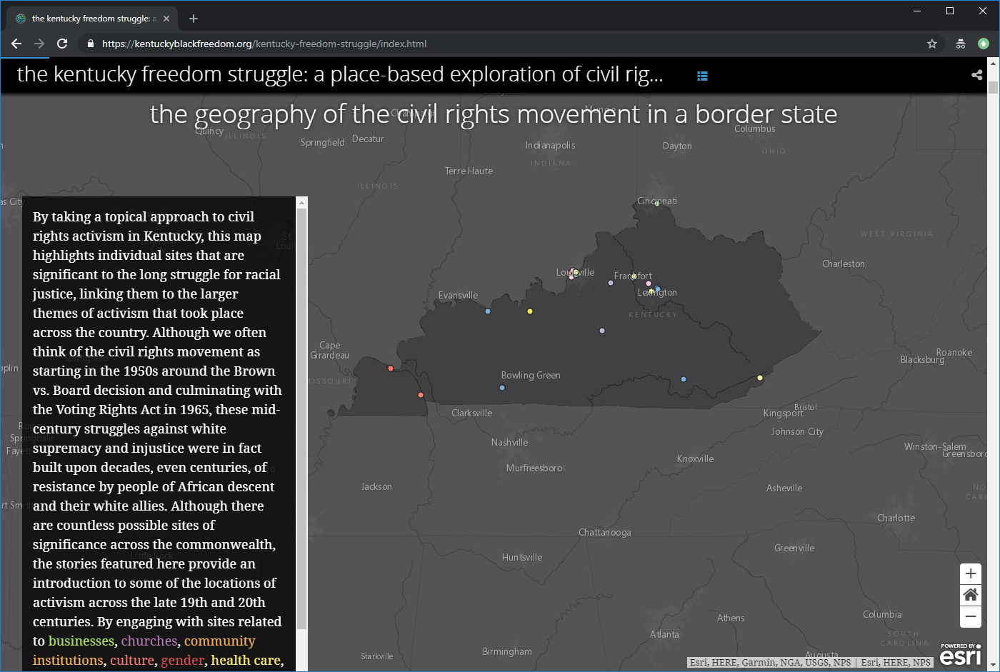 the kentucky freedom struggle: a
https://kentuckyblackfreedom.org/kentucky-freedom-struggle/index.html
the kentucky freedom struggle: a place-based exploration of civil rig...
the geography of the civil rights movement in a border state
By taking a topical approach to civil
rights activism in Kentucky, this map
highlights individual sites that are
significant to the long struggle for racial
justice, linking them to the larger
themes of activism that took place
across the country. Although we often
think of the civil rights movement as
starting in the 1950s around the Brown
vs. Board decision and culminating with
the Voting Rights Act in 1965, these mid-
century struggles against white
supremacy and injustice were in fact
built upon decades, even centuries, of
resistance by people of African descent
and their white allies. Although there
are countless possible sites of
significance across the commonwealth,
the stories featured here provide an
introduction to some of the locations of
activism across the late 19th and 20th
centuries. By engaging with sites related
to businesses, churches, community
institutions, culture, gender, health care,
Champaign
Quincy
ILLINOIS
Springfield
Decatur
Columbus
Indianapolis
Dayton
OHIO
INDIANA
Terre Haute
ILLINOIS
Cincinnati
WEST VIRGINIA
Charleston
Louisville
Frankfort
Evansville
Lexington
KENTUCKY
Cape
Girardeau
Roanoke
Blacksburg
Bowling Green
MISSOURI
Clarksville
Bristol
Kingsport
Johnson City
Nashville
Winston-Salem
Greensboro
Knoxville
Murfreesboro
Jackson
Asheville
Charlotte
Chattanooga
Greenville
Huntsville
Little Rock
Athens
Columbia
Atlanta
SOUTH
CAROLINA
Birmingham
Starkville
Augusta
Esri, HERE, Garmin, NGA, USGS, NPS | Esri, HERE, NPS
POWERED BY
esri